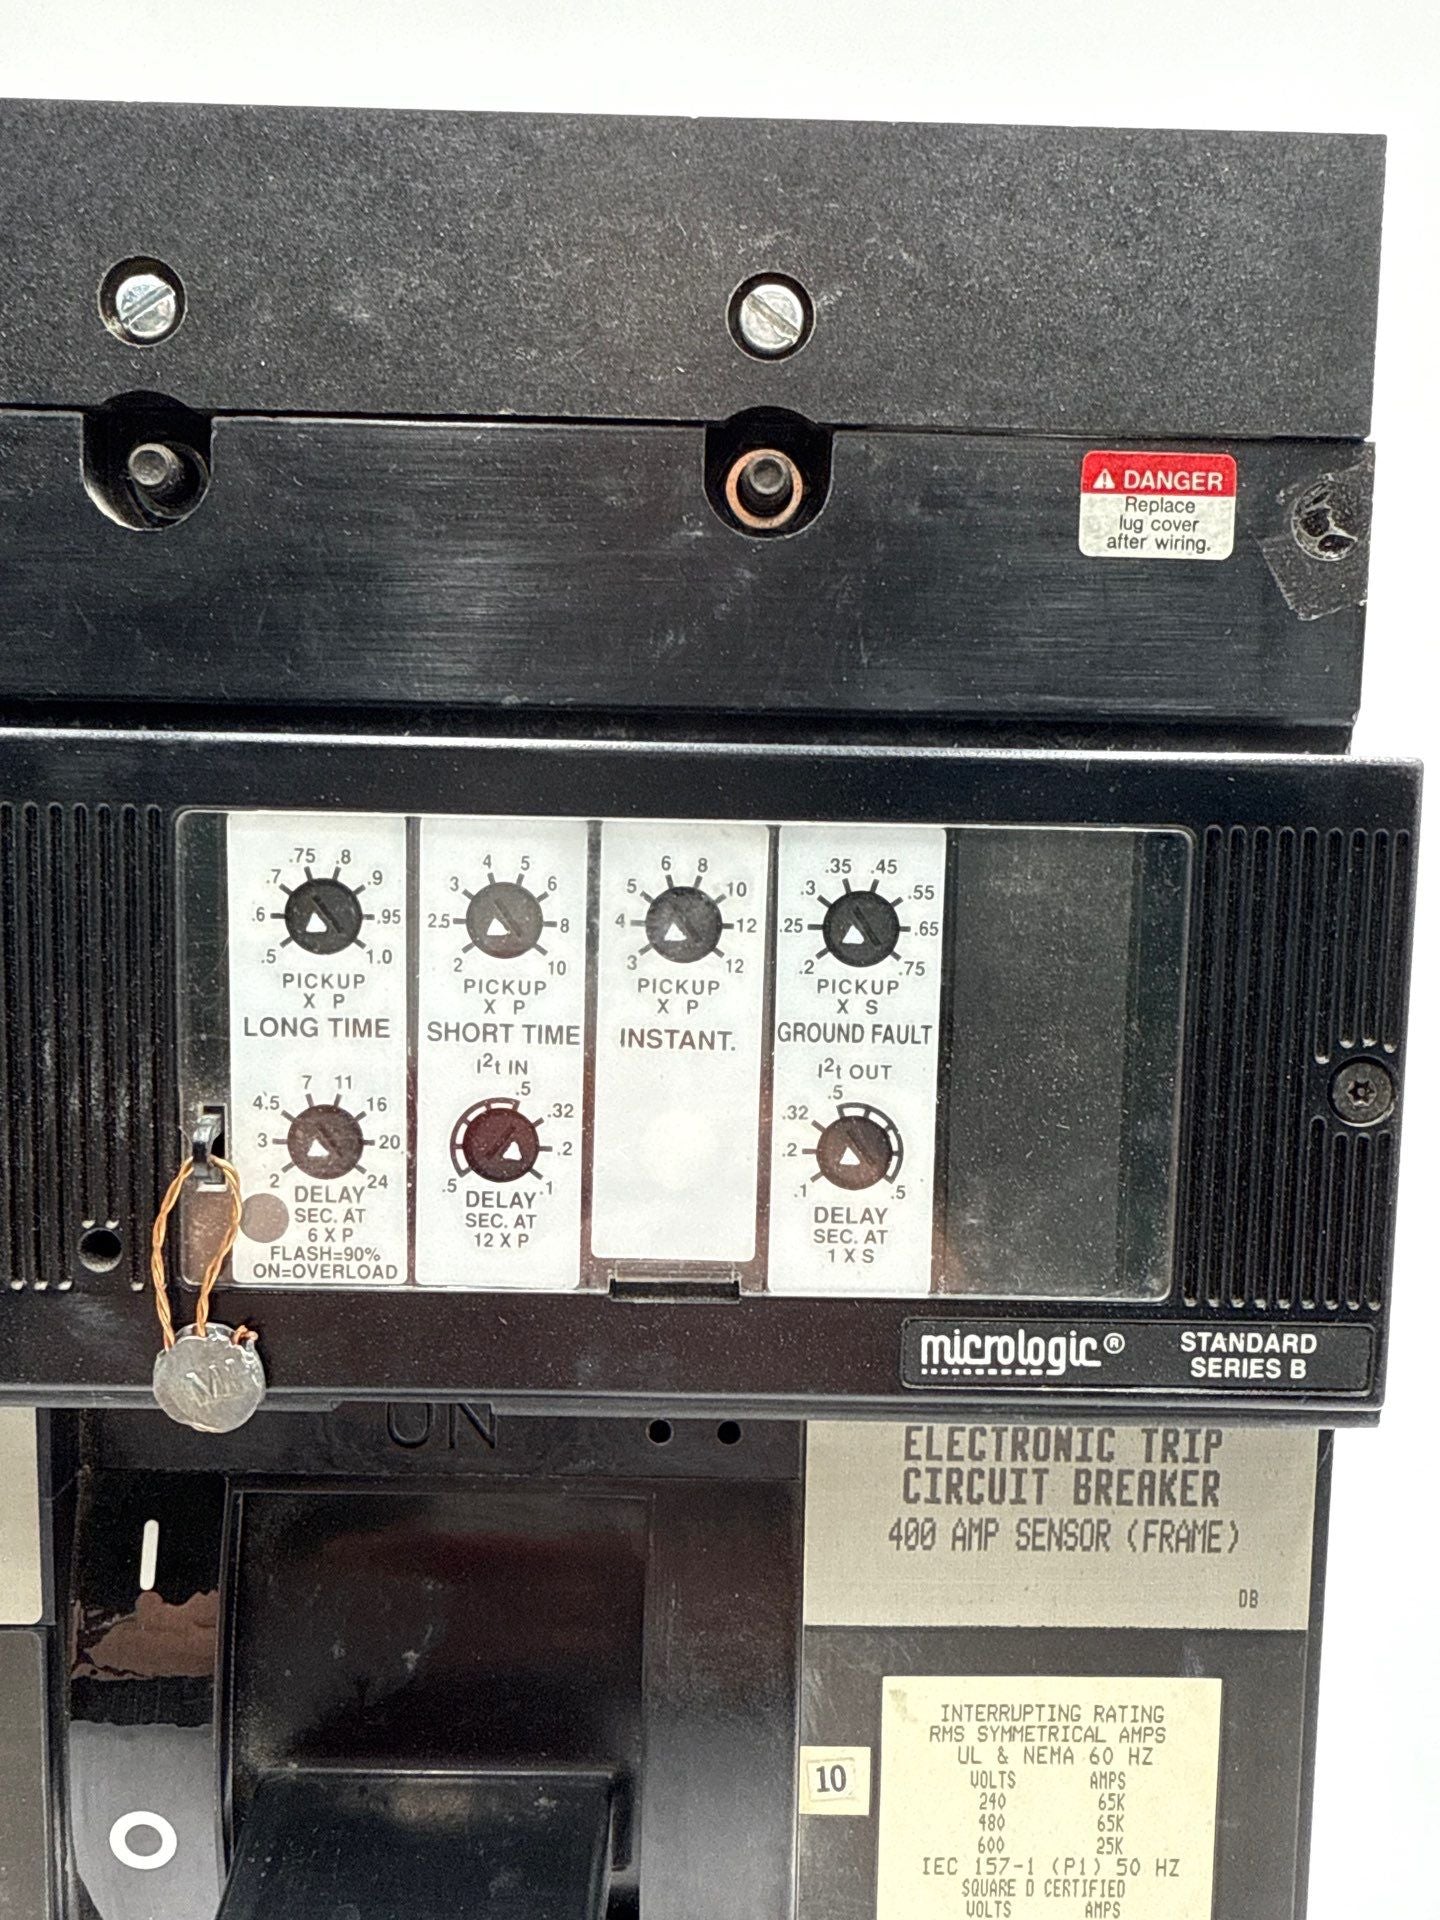 DANGER
Replace
lug cover
after wiring.
.5 .6 .7 .75 .8 .9 .95 1.0
PICKUP
X P
LONG TIME
2 3 4.5 7 11 16 20 24
DELAY
SEC. AT
6 X P
FLASH=90%
ON=OVERLOAD
2 2.5 3 4 5 6 8 10
PICKUP
X P
SHORT TIME
I²t IN
.5 .5 .32 .2 .1
DELAY
SEC. AT
12 X P
3 4 5 6 8 10 12 12
PICKUP
X P
INSTANT.
.2 .25 .3 .35 .45 .55 .65 .75
PICKUP
X S
GROUND FAULT
I²t OUT
.1 .2 .32 .5 .5
DELAY
SEC. AT
1 X S
micrologic® STANDARD
SERIES B
ON
ELECTRONIC TRIP
CIRCUIT BREAKER
400 AMP SENSOR (FRAME)
DB
I
O
10
INTERRUPTING RATING
RMS SYMMETRICAL AMPS
UL & NEMA 60 HZ
VOLTS AMPS
240 65K
480 65K
600 25K
IEC 157-1 (P1) 50 HZ
SQUARE D CERTIFIED
VOLTS AMPS